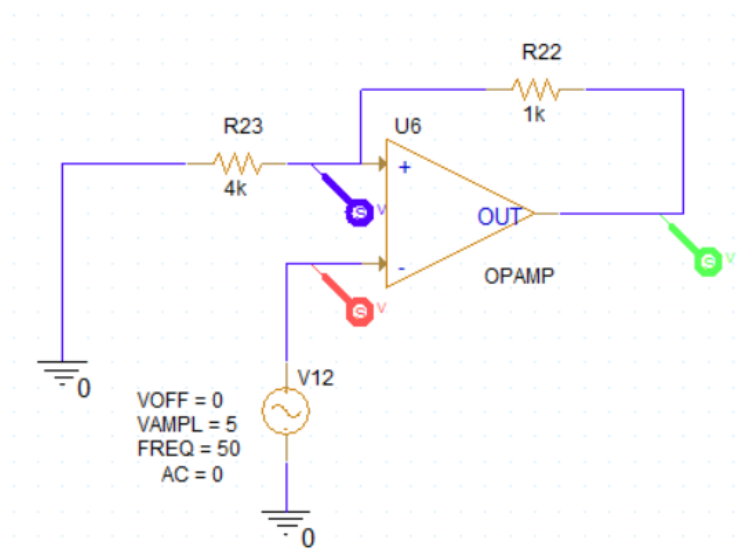 R22
1k
R23
4k
U6
+
OUT
-
OPAMP
V
V
V
0
V12
VOFF = 0
VAMPL = 5
FREQ = 50
AC = 0
0